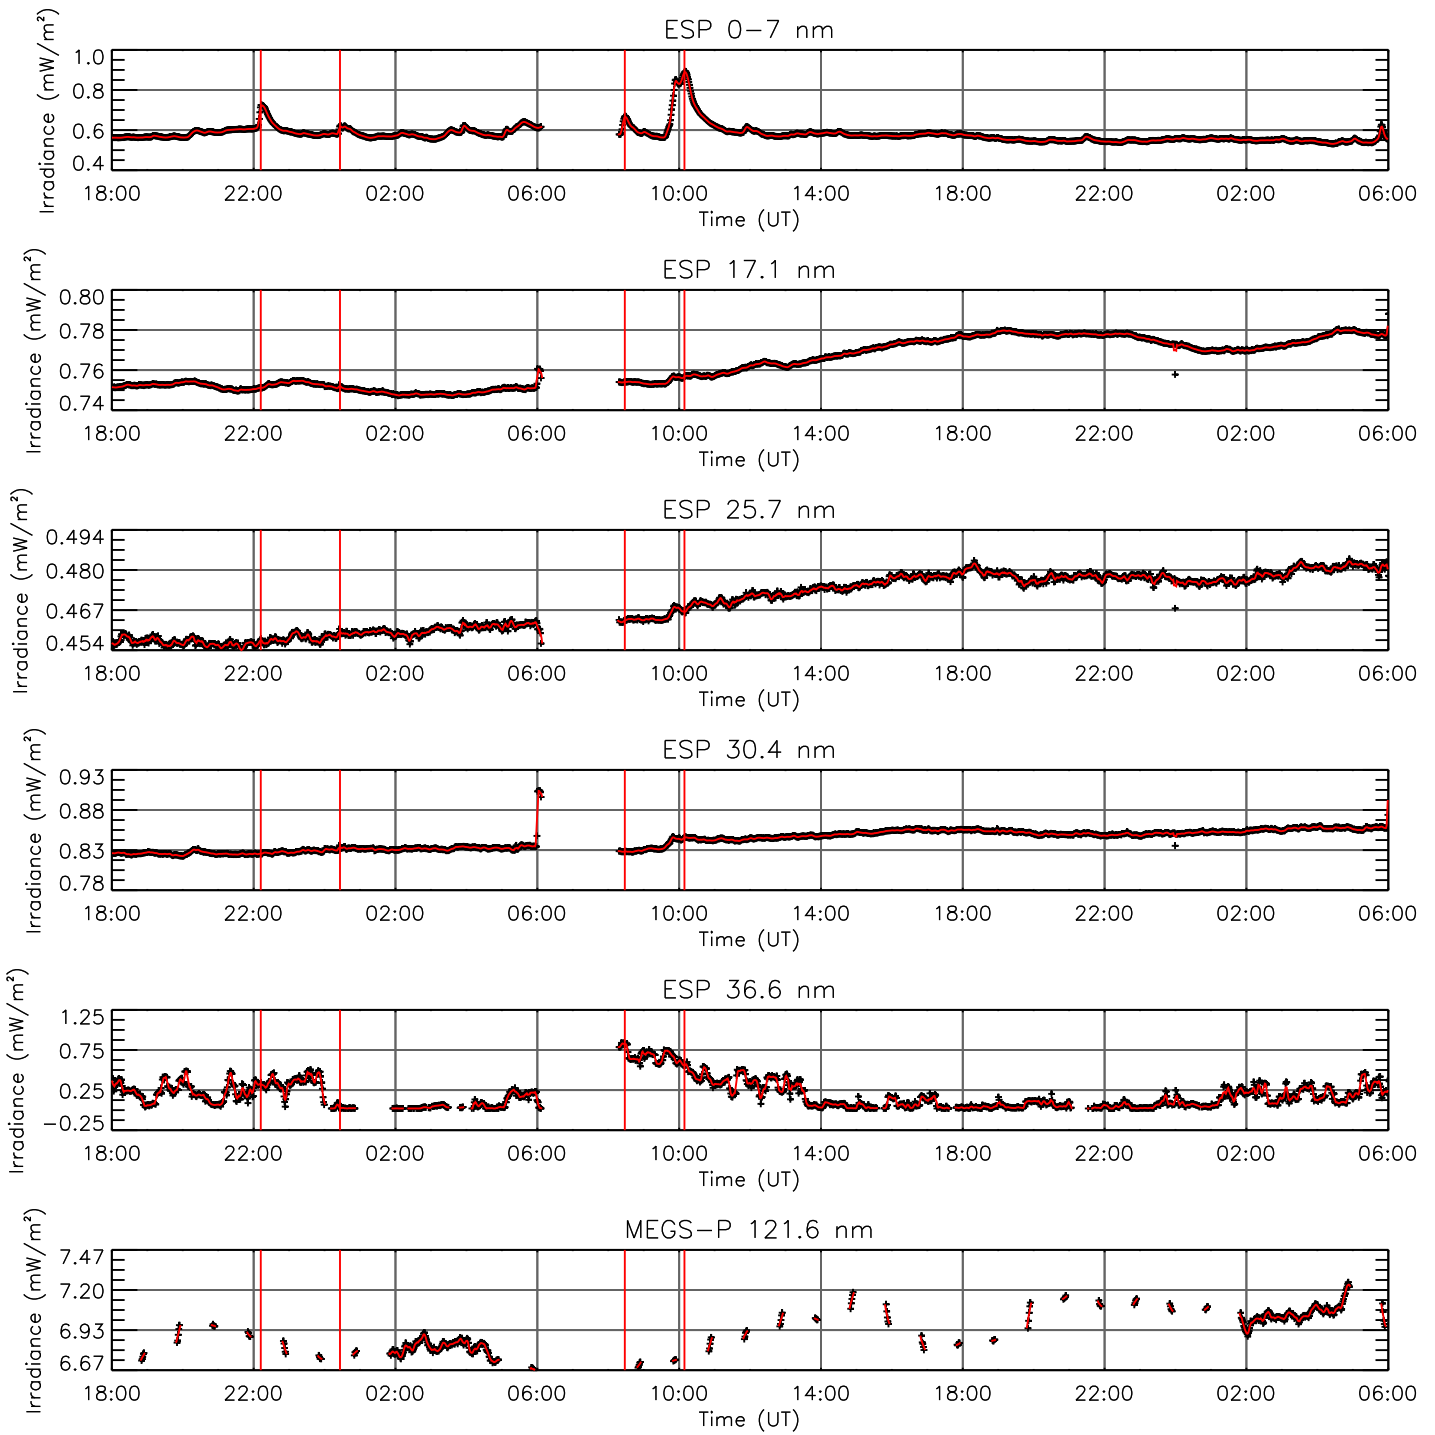 ESP 0-7 nm
Irradiance (mW/m²)
1.0
0.8
0.6
0.4
18:00 22:00 02:00 06:00 10:00 14:00 18:00 22:00 02:00 06:00
Time (UT)
ESP 17.1 nm
Irradiance (mW/m²)
0.80
0.78
0.76
0.74
18:00 22:00 02:00 06:00 10:00 14:00 18:00 22:00 02:00 06:00
Time (UT)
ESP 25.7 nm
Irradiance (mW/m²)
0.494
0.480
0.467
0.454
18:00 22:00 02:00 06:00 10:00 14:00 18:00 22:00 02:00 06:00
Time (UT)
ESP 30.4 nm
Irradiance (mW/m²)
0.93
0.88
0.83
0.78
18:00 22:00 02:00 06:00 10:00 14:00 18:00 22:00 02:00 06:00
Time (UT)
ESP 36.6 nm
Irradiance (mW/m²)
1.25
0.75
0.25
-0.25
18:00 22:00 02:00 06:00 10:00 14:00 18:00 22:00 02:00 06:00
Time (UT)
MEGS-P 121.6 nm
Irradiance (mW/m²)
7.47
7.20
6.93
6.67
18:00 22:00 02:00 06:00 10:00 14:00 18:00 22:00 02:00 06:00
Time (UT)